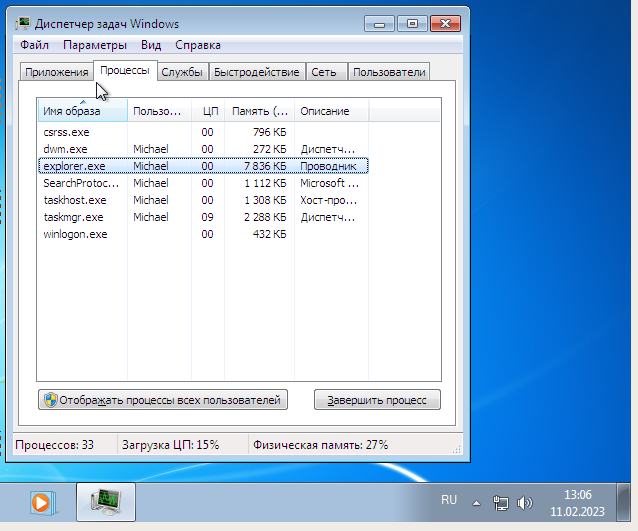 Диспетчер задач Windows
Файл Параметры Вид Справка
Приложения Процессы Службы Быстродействие Сеть Пользователи
Имя образа Пользо... ЦП Память (... Описание
csrss.exe 00 796 КБ
dwm.exe Michael 00 272 КБ Диспетч...
explorer.exe Michael 00 7 836 КБ Проводник
SearchProtoc... Michael 00 1 112 КБ Microsoft ...
taskhost.exe Michael 00 1 308 КБ Хост-про...
taskmgr.exe Michael 09 2 288 КБ Диспетч...
winlogon.exe 00 432 КБ
Отображать процессы всех пользователей Завершить процесс
Процессов: 33 Загрузка ЦП: 15% Физическая память: 27%
RU 13:06
11.02.2023